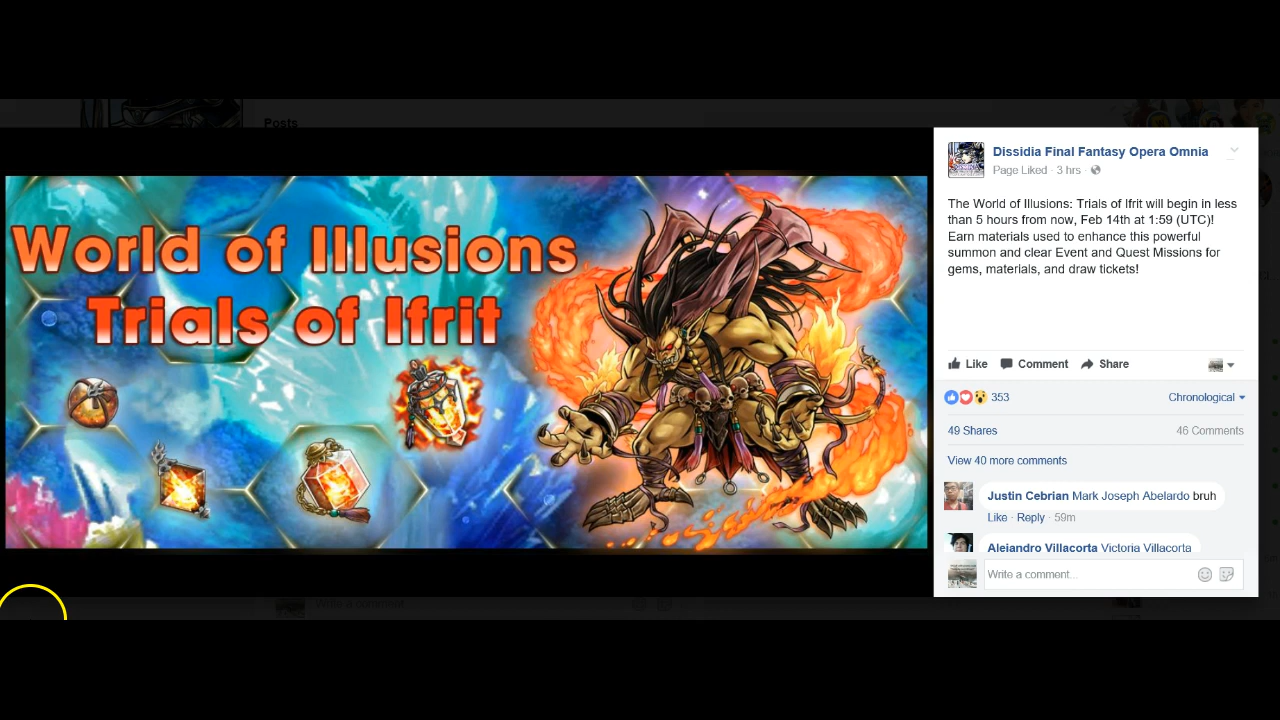 Posts
World of Illusions
Trials of Ifrit
Dissidia Final Fantasy Opera Omnia
Page Liked · 3 hrs ·
The World of Illusions: Trials of Ifrit will begin in less
than 5 hours from now, Feb 14th at 1:59 (UTC)!
Earn materials used to enhance this powerful
summon and clear Event and Quest Missions for
gems, materials, and draw tickets!
Like Comment Share
353 Chronological
49 Shares 46 Comments
View 40 more comments
Justin Cebrian Mark Joseph Abelardo bruh
Like · Reply · 59m
Alejandro Villacorta Victoria Villacorta
Write a comment...
Write a comment